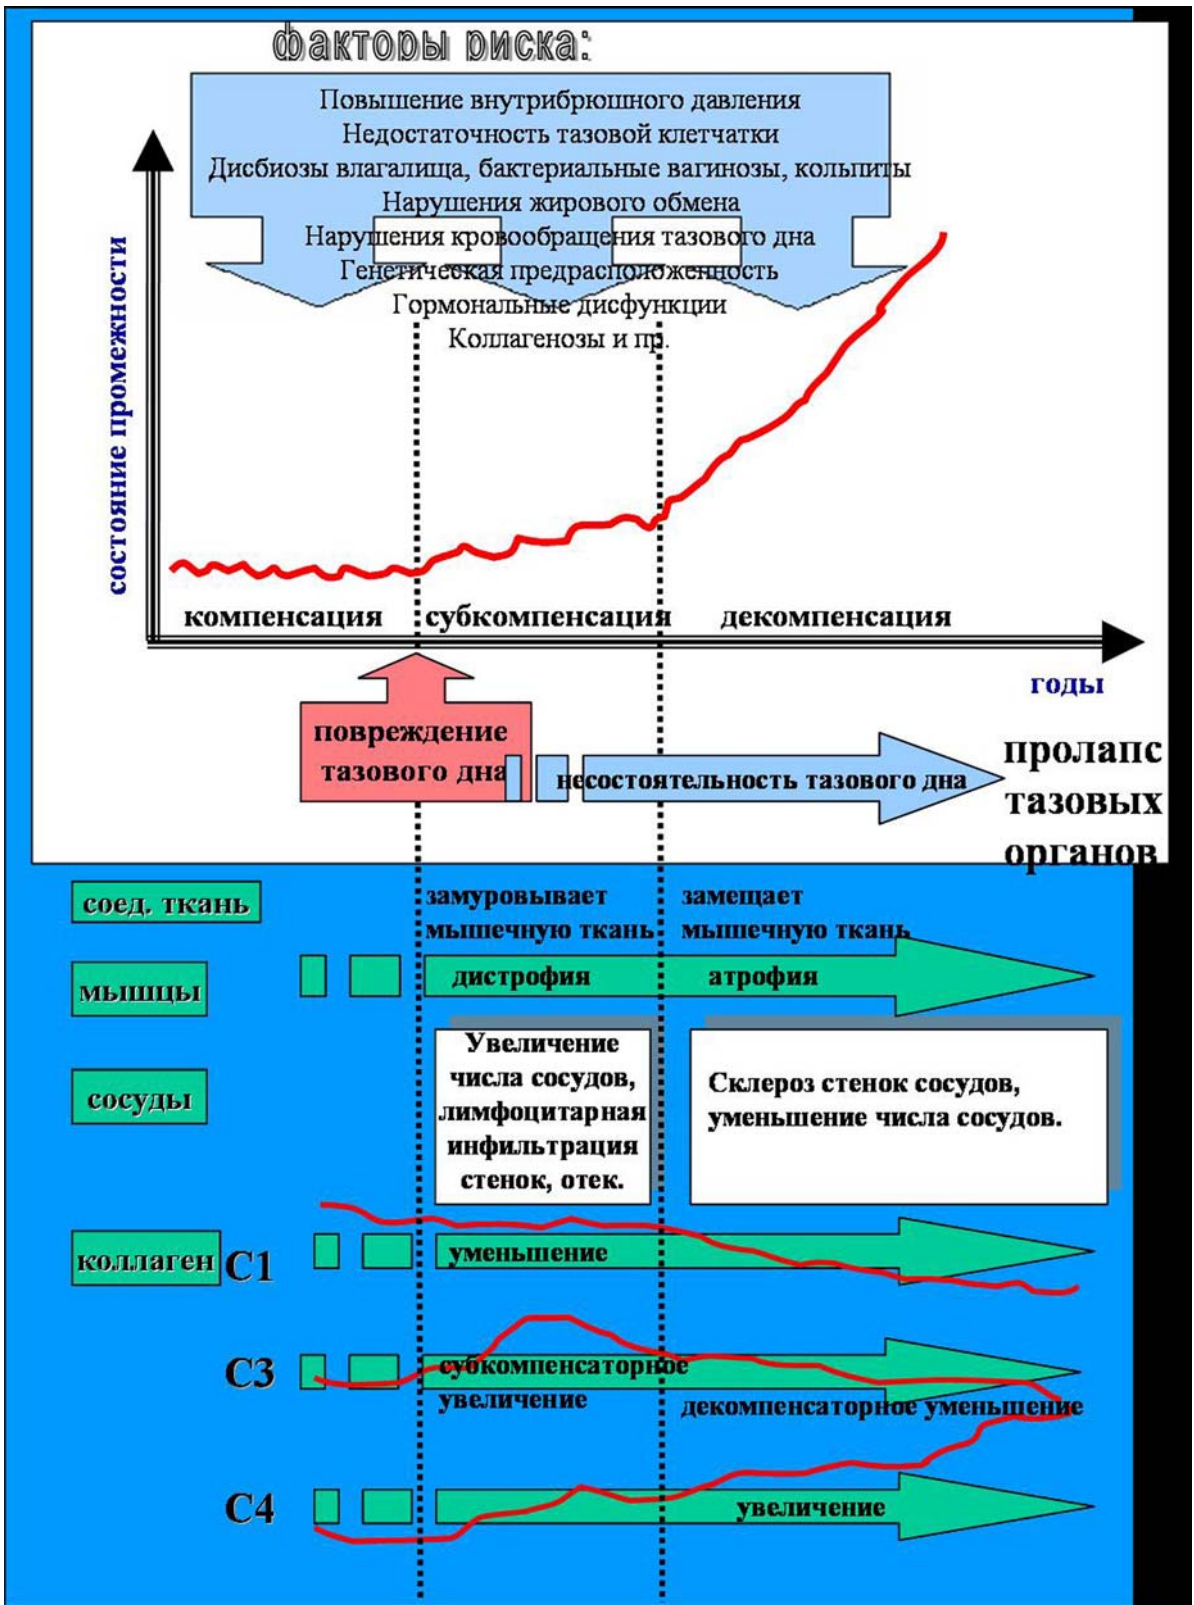 факторы риска:
Повышение внутрибрюшного давления
Недостаточность тазовой клетчатки
Дисбиозы влагалища, бактериальные вагинозы, кольпиты
Нарушения жирового обмена
Нарушения кровообращения тазового дна
Генетическая предрасположенность
Гормональные дисфункции
Коллагенозы и пр.
состояние промежности
компенсация
субкомпенсация
декомпенсация
годы
повреждение
тазового дна
несостоятельность тазового дна
пролапс
тазовых
органов
соед. ткань
замуровывает
мышечную ткань
замещает
мышечную ткань
мышцы
дистрофия
атрофия
сосуды
Увеличение
числа сосудов,
лимфоцитарная
инфильтрация
стенок, отек.
Склероз стенок сосудов,
уменьшение числа сосудов.
коллаген
С1
уменьшение
С3
субкомпенсаторное
увеличение
декомпенсаторное уменьшение
С4
увеличение